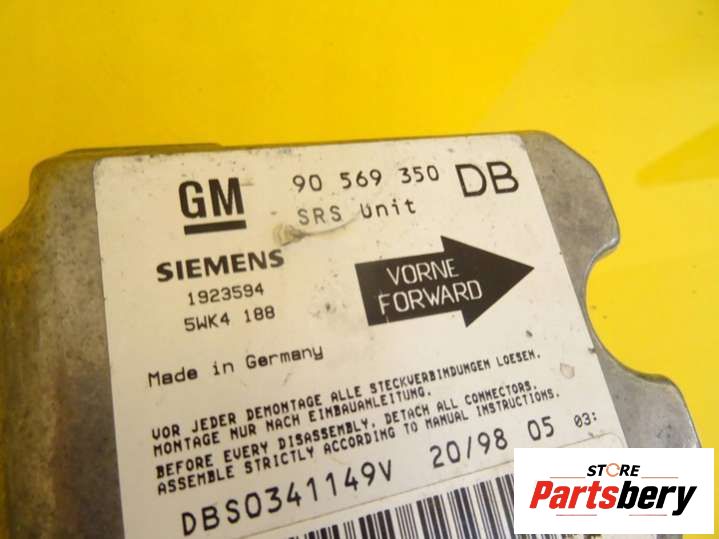 GM
90 569 350 DB
SRS Unit
SIEMENS
1923594
5WK4 188
VORNE
FORWARD
Made in Germany
VOR JEDER DEMONTAGE ALLE STECKVERBINDUNGEN LOESEN.
MONTAGE NUR NACH EINBAUANLEITUNG.
BEFORE EVERY DISASSEMBLY, DETACH ALL CONNECTORS.
ASSEMBLE STRICTLY ACCORDING TO MANUAL INSTRUCTIONS.
DBS0341149V 20/98 05 03:
STORE
Partsbery